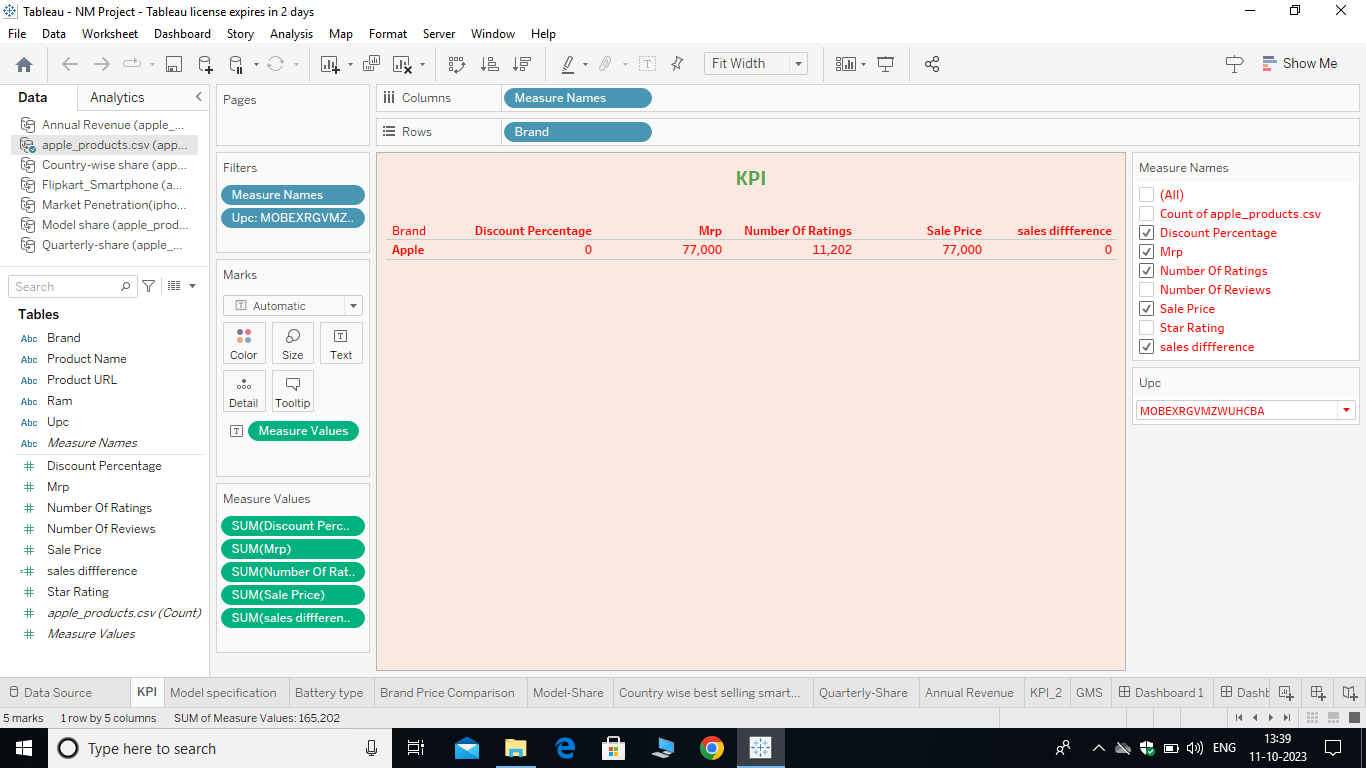 Tableau - NM Project - Tableau license expires in 2 days
File Data Worksheet Dashboard Story Analysis Map Format Server Window Help
Fit Width
Show Me
Data Analytics
Annual Revenue (apple_...
apple_products.csv (app...
Country-wise share (app...
Flipkart_Smartphone (a...
Market Penetration(ipho...
Model share (apple_prod...
Quarterly-share (apple_...
Search
Tables
Abc Brand
Abc Product Name
Abc Product URL
Abc Ram
Abc Upc
Abc Measure Names
# Discount Percentage
# Mrp
# Number Of Ratings
# Number Of Reviews
# Sale Price
=# sales diffference
# Star Rating
# apple_products.csv (Count)
# Measure Values
Pages
Filters
Measure Names
Upc: MOBEXRGVMZ..
Marks
T Automatic
Color Size T Text
Detail Tooltip
T Measure Values
Measure Values
SUM(Discount Perc..
SUM(Mrp)
SUM(Number Of Rat..
SUM(Sale Price)
SUM(sales diffferen..
Columns Measure Names
Rows Brand
KPI
Brand Discount Percentage Mrp Number Of Ratings Sale Price sales diffference
Apple 0 77,000 11,202 77,000 0
Measure Names
(All)
Count of apple_products.csv
Discount Percentage
Mrp
Number Of Ratings
Number Of Reviews
Sale Price
Star Rating
sales diffference
Upc
MOBEXRGVMZWUHCBA
Data Source KPI Model specification Battery type Brand Price Comparison Model-Share Country wise best selling smart... Quarterly-Share Annual Revenue KPI_2 GMS Dashboard 1 Dashb
5 marks 1 row by 5 columns SUM of Measure Values: 165,202
Type here to search
ENG
13:39
11-10-2023